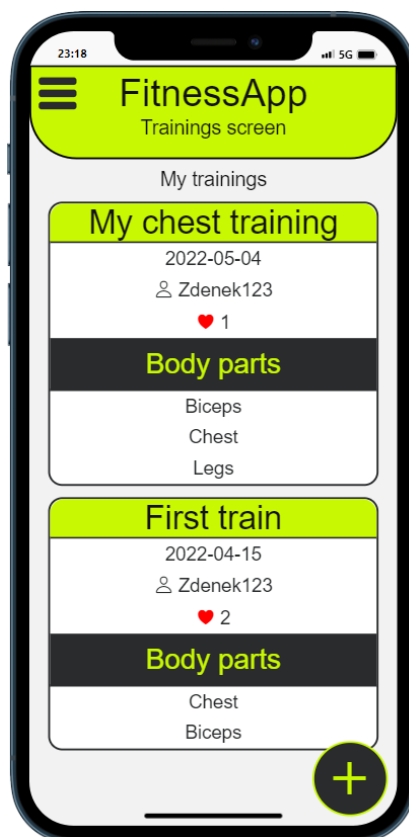 23:18
5G
FitnessApp
Trainings screen
My trainings
My chest training
2022-05-04
Zdenek123
1
Body parts
Biceps
Chest
Legs
First train
2022-04-15
Zdenek123
2
Body parts
Chest
Biceps
+